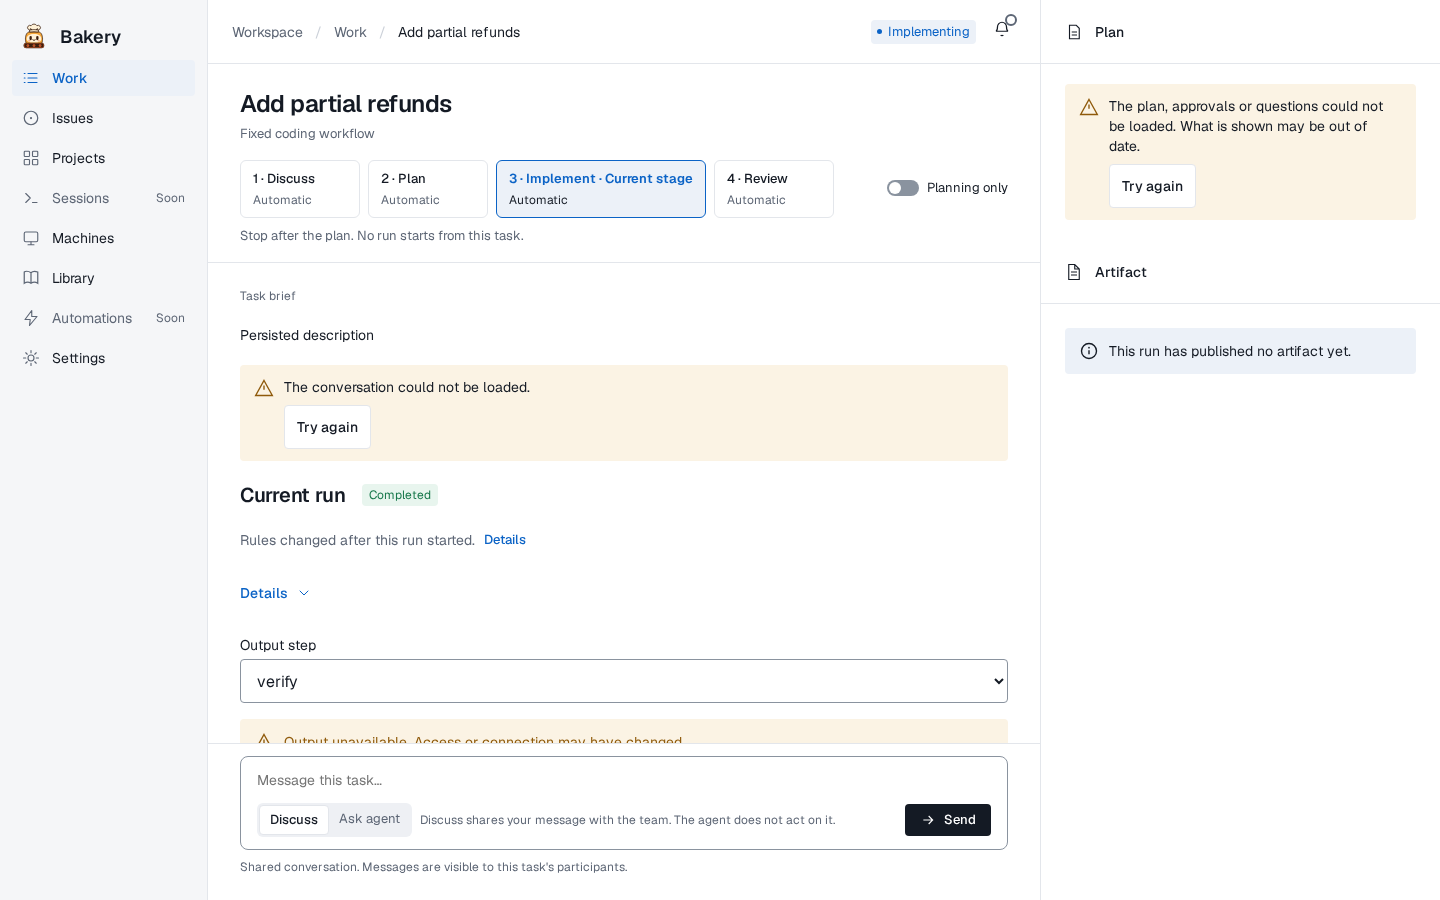 Bakery
Work
Issues
Projects
Sessions Soon
Machines
Library
Automations Soon
Settings
Workspace / Work / Add partial refunds
Implementing
Add partial refunds
Fixed coding workflow
1 · Discuss
Automatic
2 · Plan
Automatic
3 · Implement · Current stage
Automatic
4 · Review
Automatic
Planning only
Stop after the plan. No run starts from this task.
Task brief
Persisted description
The conversation could not be loaded.
Try again
Current run Completed
Rules changed after this run started. Details
Details
Output step
verify
Output unavailable. Access or connection may have changed.
Message this task...
Discuss Ask agent Discuss shares your message with the team. The agent does not act on it.
Send
Shared conversation. Messages are visible to this task's participants.
Plan
The plan, approvals or questions could not
be loaded. What is shown may be out of
date.
Try again
Artifact
This run has published no artifact yet.